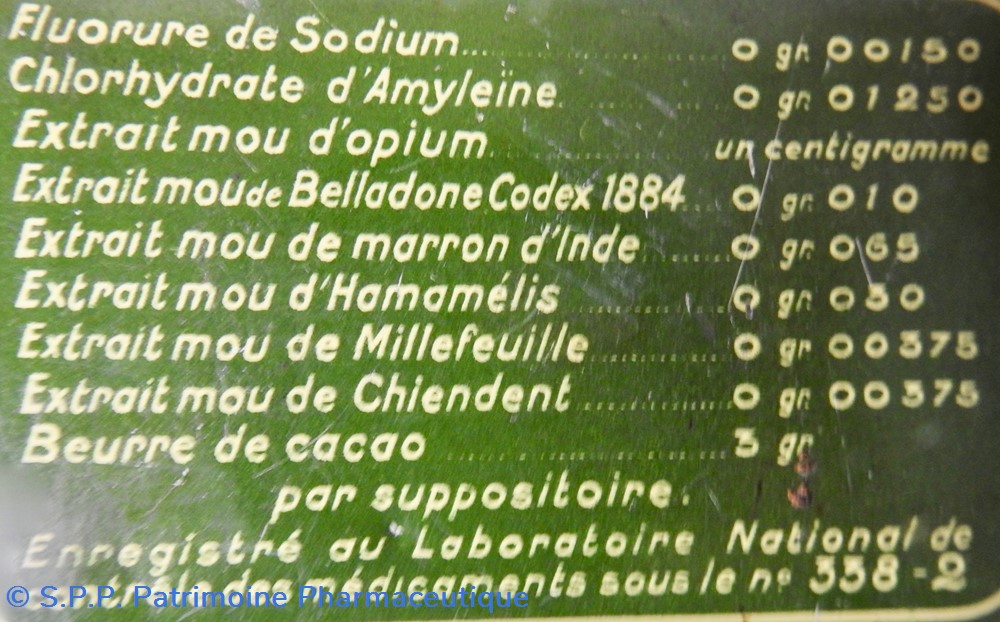 Fluorure de Sodium.... 0 gr. 00150
Chlorhydrate d'Amyleïne. 0 gr. 01250
Extrait mou d'opium. un centigramme
Extrait mou de Belladone Codex 1884.. 0 gr. 010
Extrait mou de marron d'Inde 0 gr. 065
Extrait mou d'Hamamélis 0 gr. 030
Extrait mou de Millefeuille 0 gr 00375
Extrait mou de Chiendent 0 gr. 00375
Beurre de cacao 3 gr
par suppositoire.
Enregistré au Laboratoire National de
des médicaments sous le n° 338-2
© S.P.P. Patrimoine Pharmaceutique